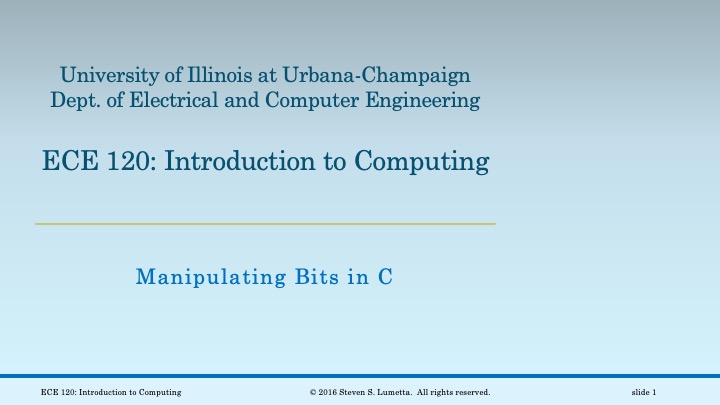 University of Illinois at Urbana-Champaign
Dept. of Electrical and Computer Engineering
ECE 120: Introduction to Computing
Manipulating Bits in C
ECE 120: Introduction to Computing
© 2016 Steven S. Lumetta.  All rights reserved.
slide 1